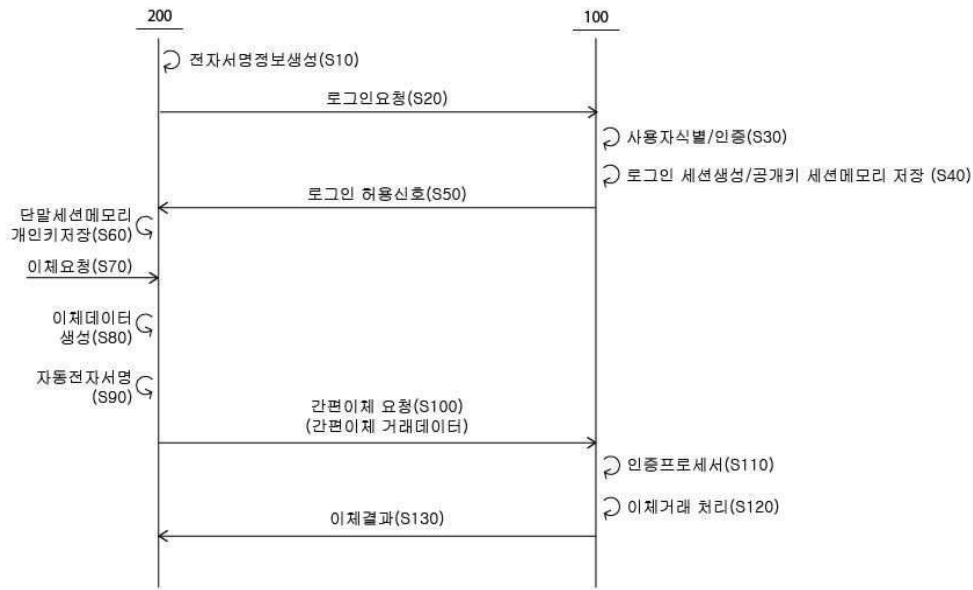 200
100
전자서명정보생성(S10)
로그인요청(S20)
사용자식별/인증(S30)
로그인 세션생성/공개키 세션메모리 저장 (S40)
로그인 허용신호(S50)
단말세션메모리
개인키저장(S60)
이체요청(S70)
이체데이터
생성(S80)
자동전자서명
(S90)
간편이체 요청(S100)
(간편이체 거래데이터)
인증프로세서(S110)
이체거래 처리(S120)
이체결과(S130)